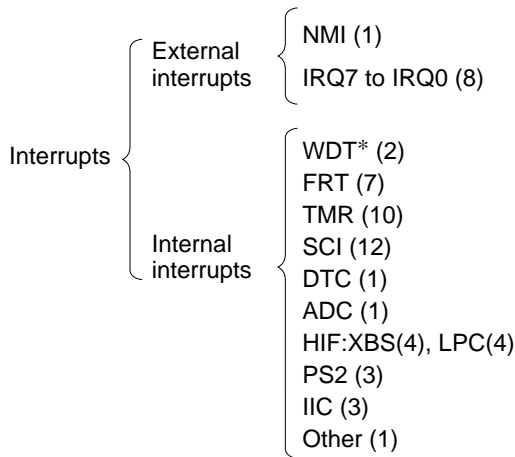 Interrupts
External
interrupts
NMI (1)
IRQ7 to IRQ0 (8)
Internal
interrupts
WDT* (2)
FRT (7)
TMR (10)
SCI (12)
DTC (1)
ADC (1)
HIF:XBS(4), LPC(4)
PS2 (3)
IIC (3)
Other (1)